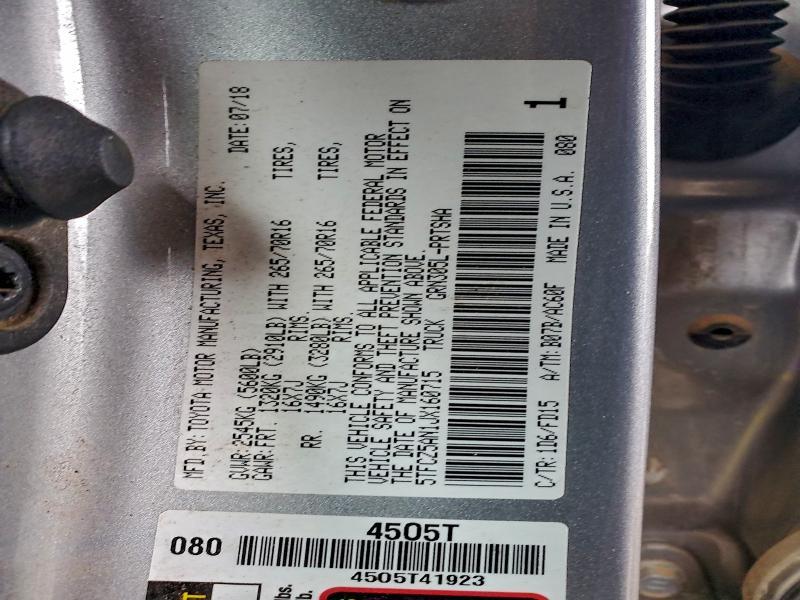 MFD. BY: TOYOTA MOTOR MANUFACTURING, TEXAS, INC. DATE: 07/18
GVWR: 2545KG (5600LB)
GAWR: FRT. 1320KG (2910LB) WITH 265/70R16 TIRES,
16X7J RIMS.
RR. 1490KG (3280LB) WITH 265/70R16 TIRES,
16X7J RIMS.
THIS VEHICLE CONFORMS TO ALL APPLICABLE FEDERAL MOTOR
VEHICLE SAFETY AND THEFT PREVENTION STANDARDS IN EFFECT ON
THE DATE OF MANUFACTURE SHOWN ABOVE.
5TFCZ5AN1JX160715 TRUCK GRN305L-PRTSHA
C/TR: 1D6/FD15 A/TM: B07B/AC60F MADE IN U.S.A. 080
1
4505T
080
4505T41923
lbs.